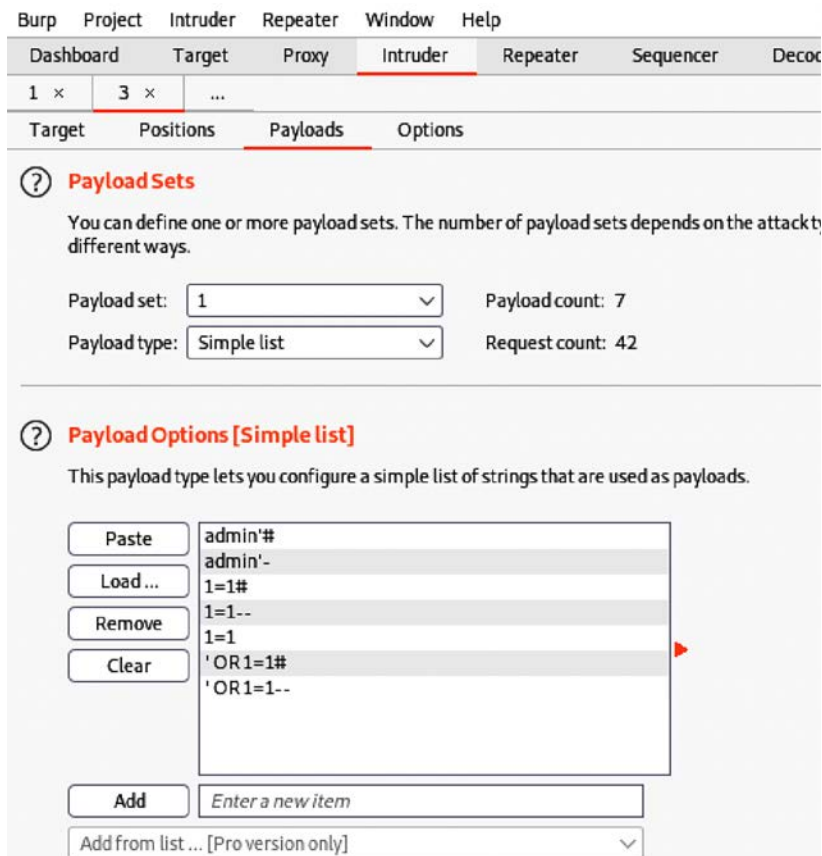 Burp Project Intruder Repeater Window Help
Dashboard Target Proxy Intruder Repeater Sequencer
1 × 3 × ...
Target Positions Payloads Options
? Payload Sets
You can define one or more payload sets. The number of payload sets depends on the attack
different ways.
Payload set: 1 Payload count: 7
Payload type: Simple list Request count: 42
? Payload Options [Simple list]
This payload type lets you configure a simple list of strings that are used as payloads.
Paste
Load ...
Remove
Clear
admin'#
admin'-
1=1#
1=1--
1=1
' OR 1=1#
' OR 1=1--
Add Enter a new item
Add from list ... [Pro version only]